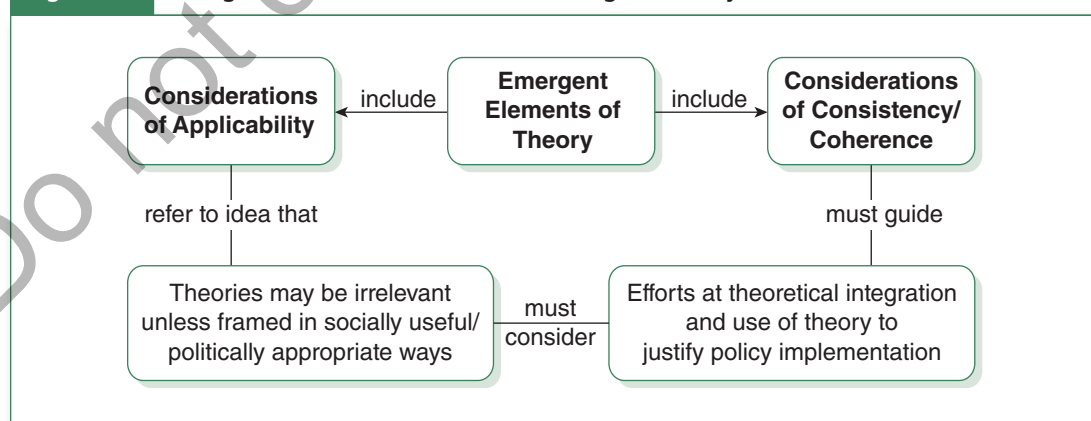 Considerations
of Applicability
include
Emergent
Elements of
Theory
include
Considerations
of Consistency/
Coherence
refer to idea that
must guide
Theories may be irrelevant
unless framed in socially useful/
politically appropriate ways
must
consider
Efforts at theoretical integration
and use of theory to
justify policy implementation
Do not